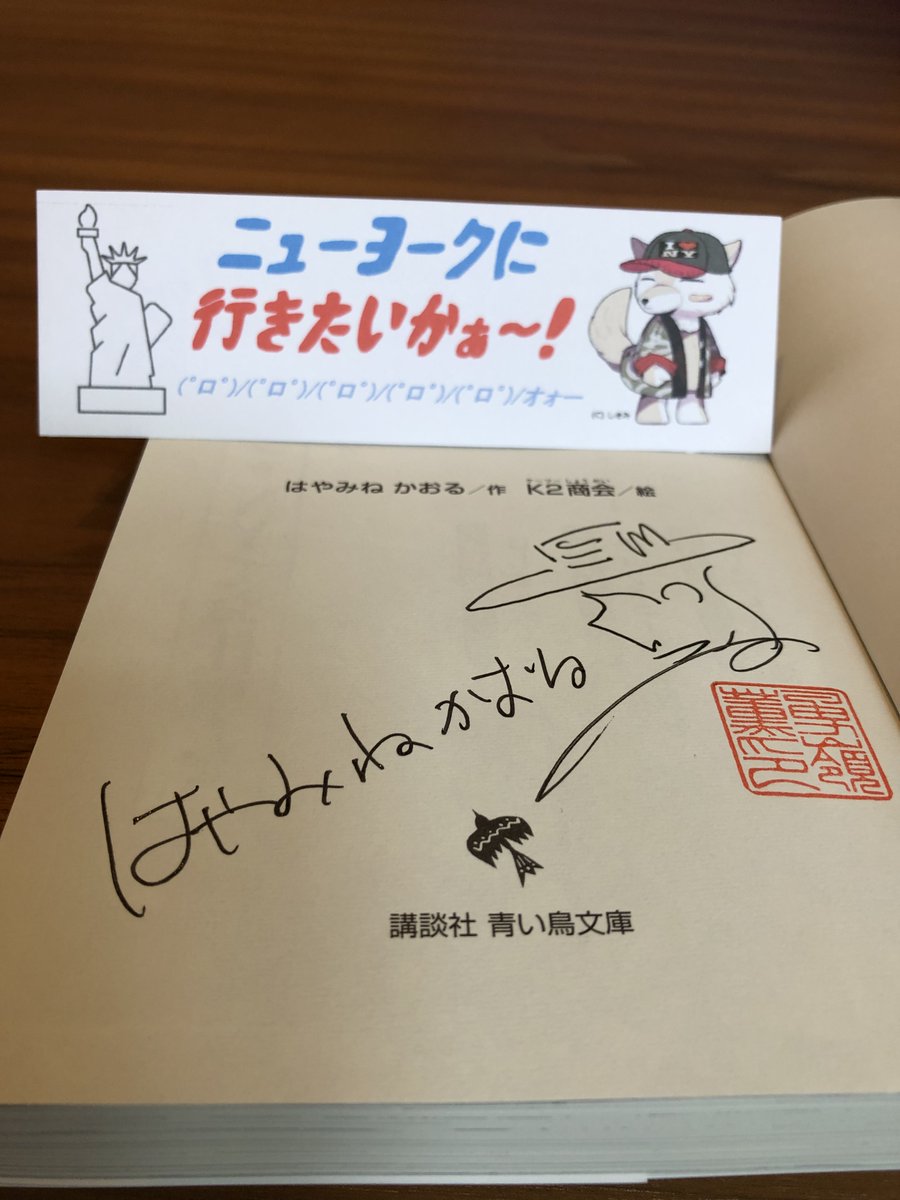 ニューヨークに
行きたいかぁ〜!
(ﾟロﾟ)/(ﾟロﾟ)/(ﾟロﾟ)/(ﾟロﾟ)/(ﾟロﾟ)/オォー
I ♥
NY
はやみね かおる/作 K2商会/絵
はやみねかおる
講談社 青い鳥文庫